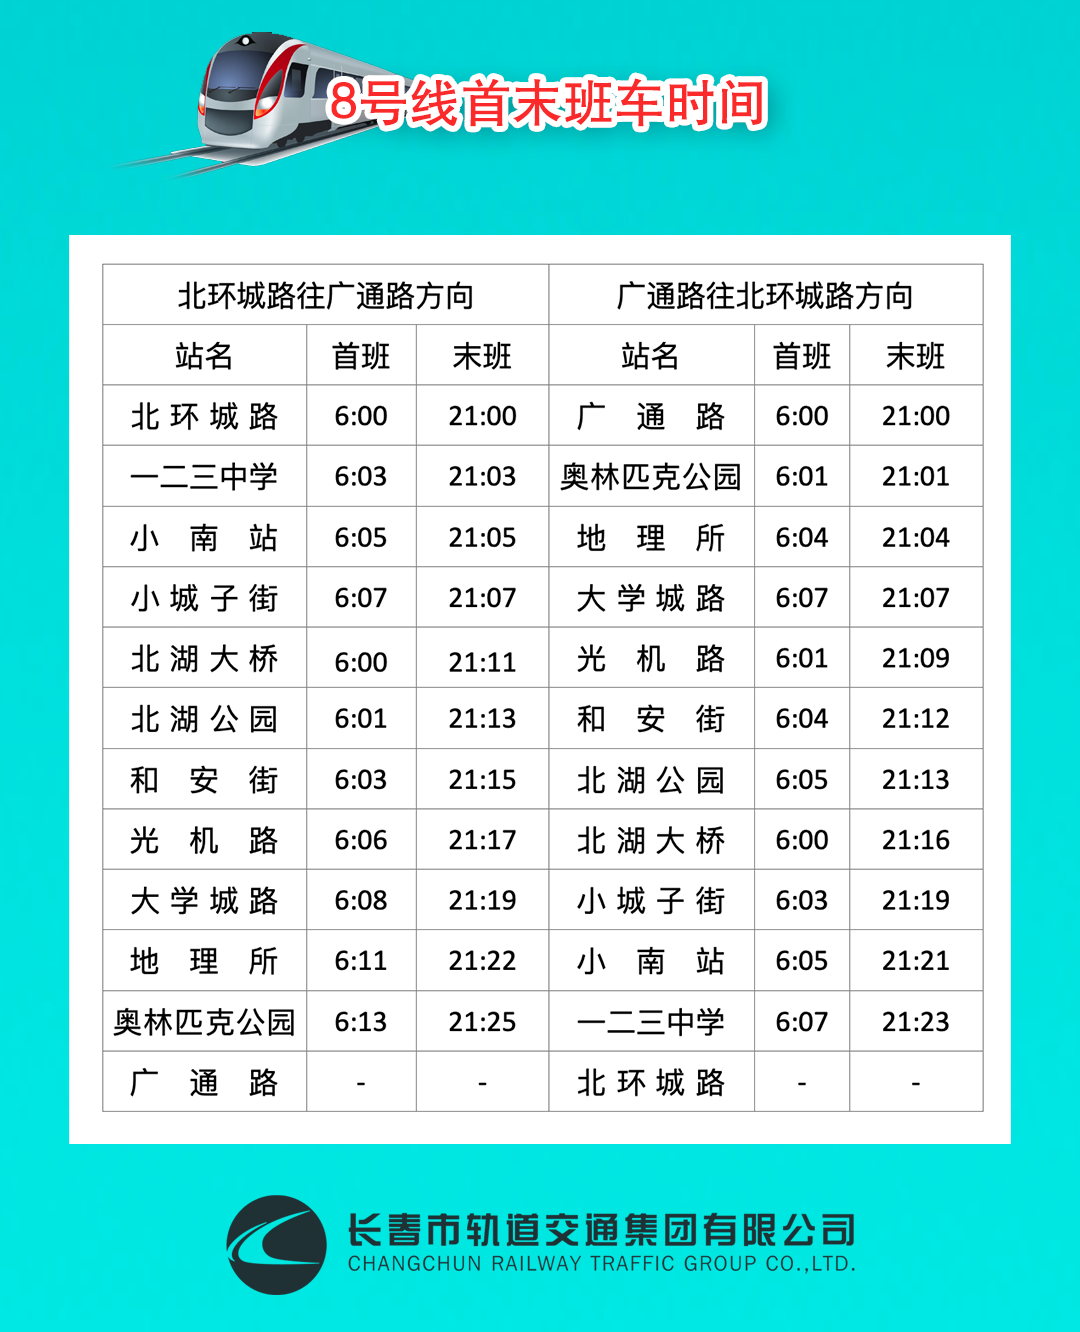 8号线首末班车时间
北环城路往广通路方向 广通路往北环城路方向
站名 首班 末班 站名 首班 末班
北环城路 6:00 21:00 广通路 6:00 21:00
一二三中学 6:03 21:03 奥林匹克公园 6:01 21:01
小南站 6:05 21:05 地理所 6:04 21:04
小城子街 6:07 21:07 大学城路 6:07 21:07
北湖大桥 6:00 21:11 光机路 6:01 21:09
北湖公园 6:01 21:13 和安街 6:04 21:12
和安街 6:03 21:15 北湖公园 6:05 21:13
光机路 6:06 21:17 北湖大桥 6:00 21:16
大学城路 6:08 21:19 小城子街 6:03 21:19
地理所 6:11 21:22 小南站 6:05 21:21
奥林匹克公园 6:13 21:25 一二三中学 6:07 21:23
广通路 - - 北环城路 - -
长春市轨道交通集团有限公司
CHANGCHUN RAILWAY TRAFFIC GROUP CO.,LTD.